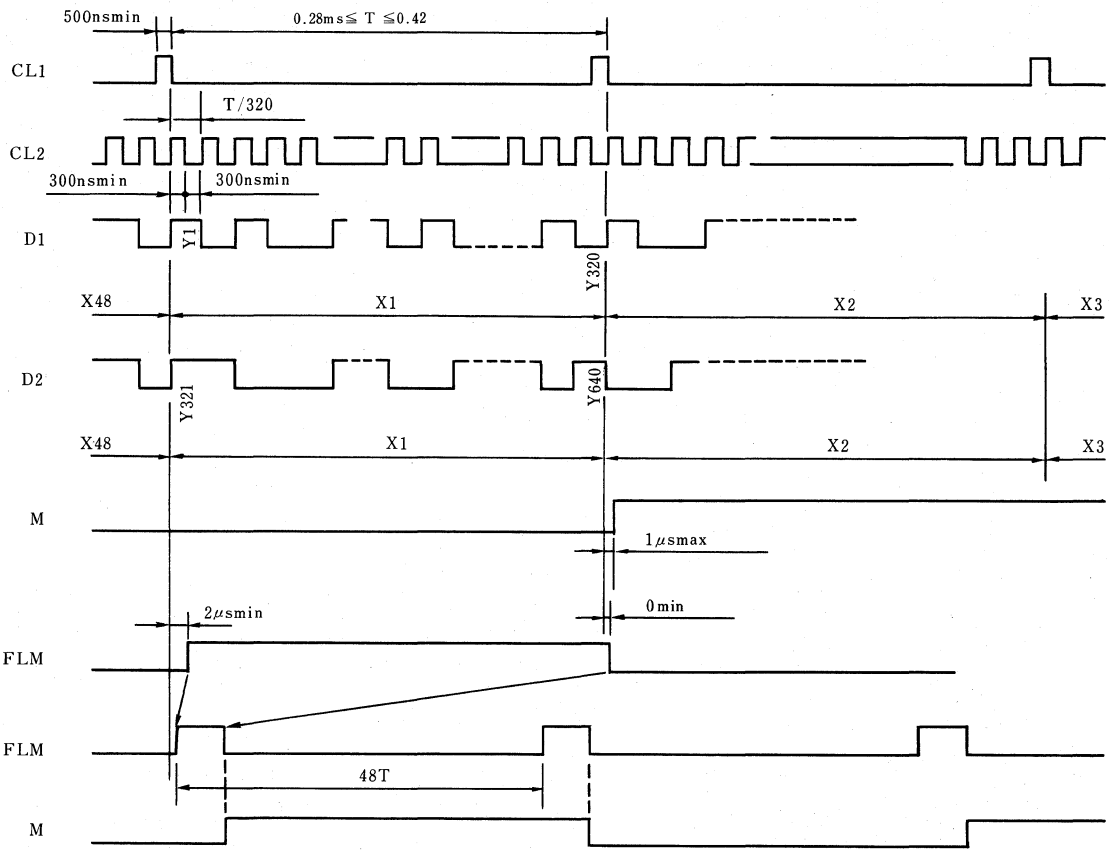 500nsmin
0.28ms≦ T ≦0.42
CL1
T/320
CL2
300nsmin
300nsmin
D1
Y1
Y320
X48
X1
X2
X3
D2
Y321
Y640
X48
X1
X2
X3
M
1μsmax
2μsmin
0min
FLM
FLM
48T
M